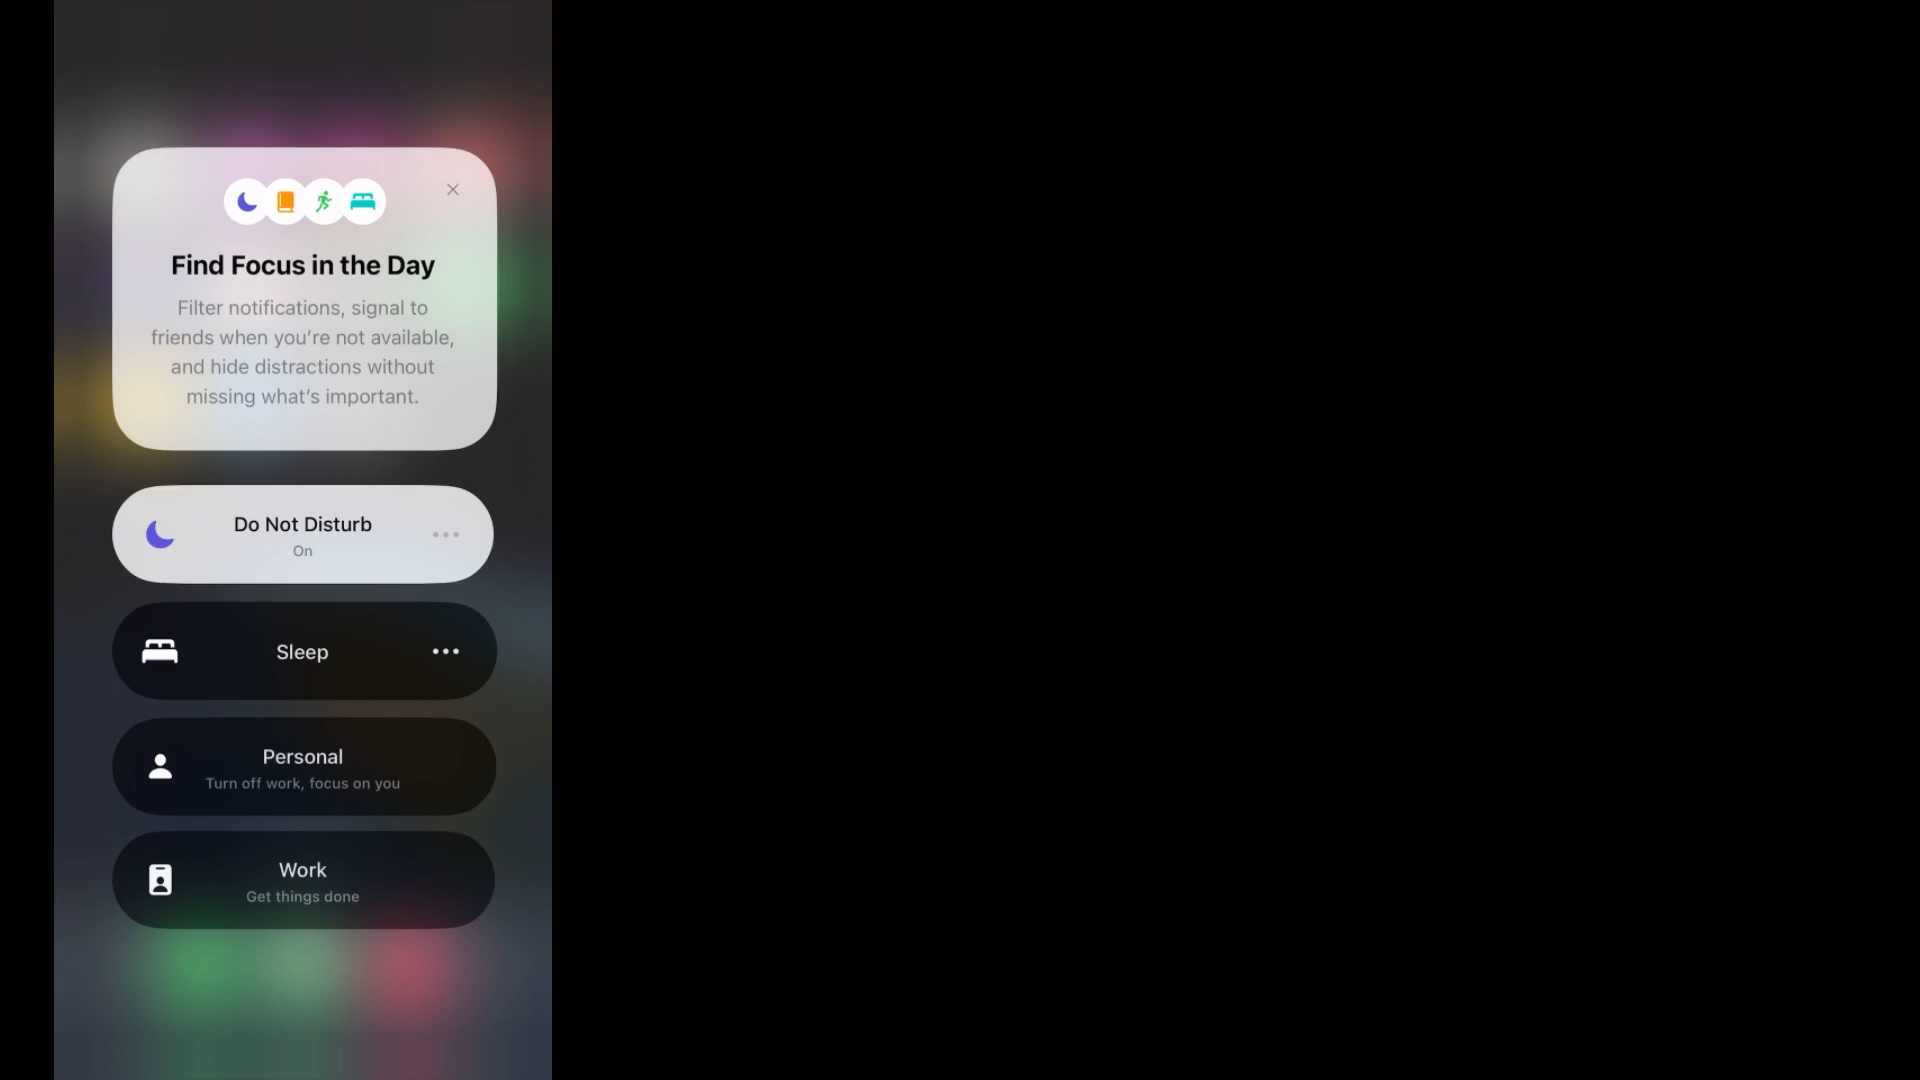 Find Focus in the Day
Filter notifications, signal to
friends when you’re not available,
and hide distractions without
missing what’s important.
Do Not Disturb
On
Sleep
Personal
Turn off work, focus on you
Work
Get things done